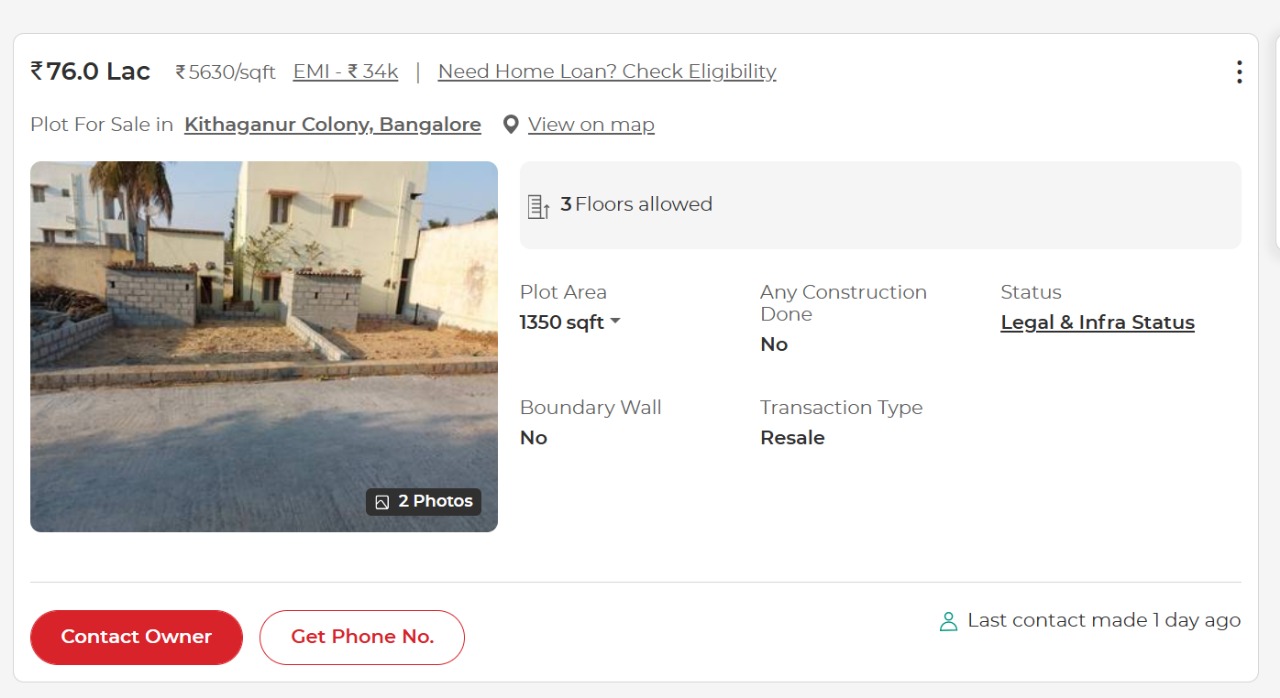 ₹76.0 Lac ₹5630/sqft EMI - ₹34k | Need Home Loan? Check Eligibility
Plot For Sale in Kithaganur Colony, Bangalore View on map
3 Floors allowed
Plot Area
1350 sqft
Any Construction
Done
No
Status
Legal & Infra Status
Boundary Wall
No
Transaction Type
Resale
2 Photos
Contact Owner
Get Phone No.
Last contact made 1 day ago